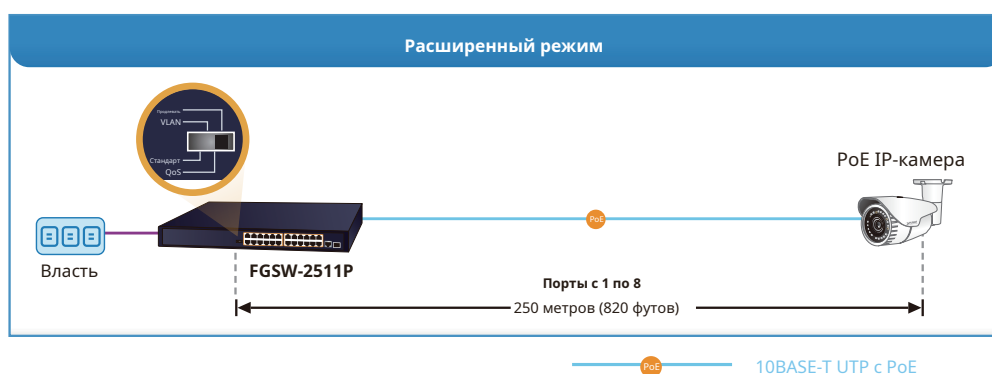 Расширенный режим
Продлевать
VLAN
Стандарт
QoS
PoE IP-камера
PoE
Власть
FGSW-2511P
Порты с 1 по 8
250 метров (820 футов)
PoE
10BASE-T UTP с PoE